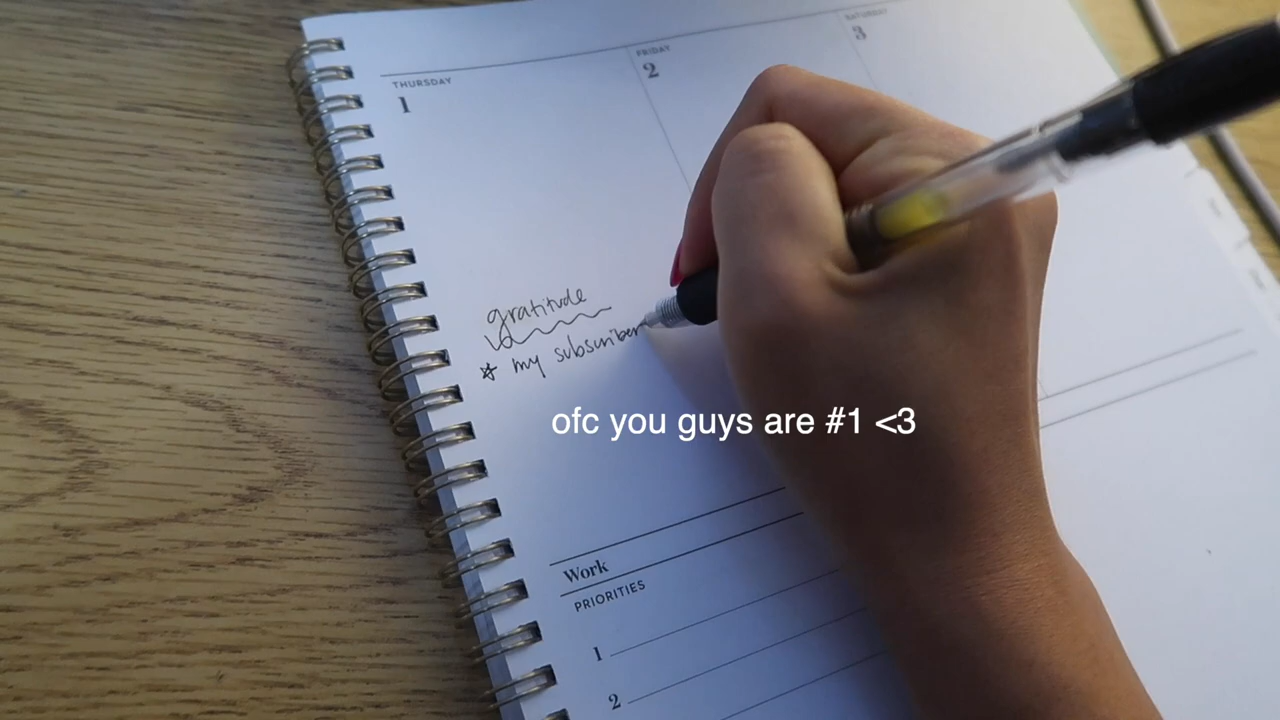 THURSDAY
1
FRIDAY
2
SATURDAY
3
gratitude
* my subscriber
ofc you guys are #1 <3
Work
PRIORITIES
1
2